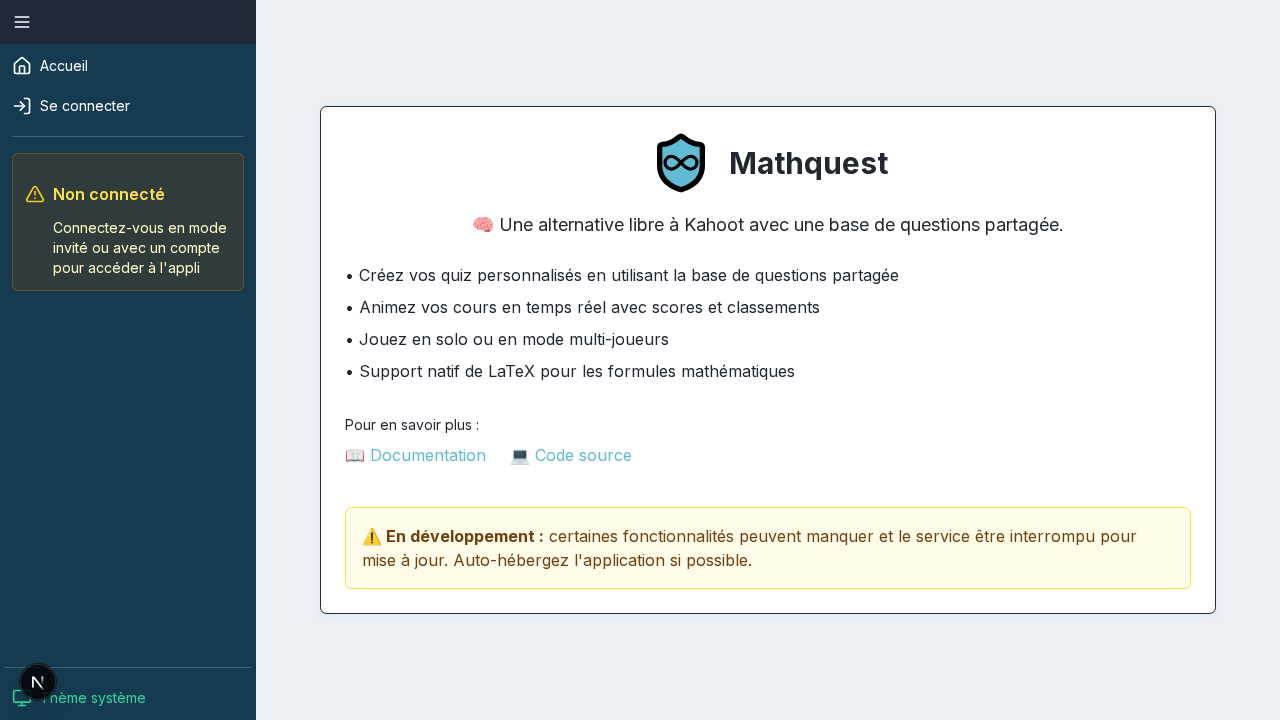 Accueil
Se connecter
Non connecté
Connectez-vous en mode
invité ou avec un compte
pour accéder à l'appli
N
Thème système
Mathquest
🧠 Une alternative libre à Kahoot avec une base de questions partagée.
• Créez vos quiz personnalisés en utilisant la base de questions partagée
• Animez vos cours en temps réel avec scores et classements
• Jouez en solo ou en mode multi-joueurs
• Support natif de LaTeX pour les formules mathématiques
Pour en savoir plus :
📖 Documentation 💻 Code source
⚠️ En développement : certaines fonctionnalités peuvent manquer et le service être interrompu pour
mise à jour. Auto-hébergez l'application si possible.